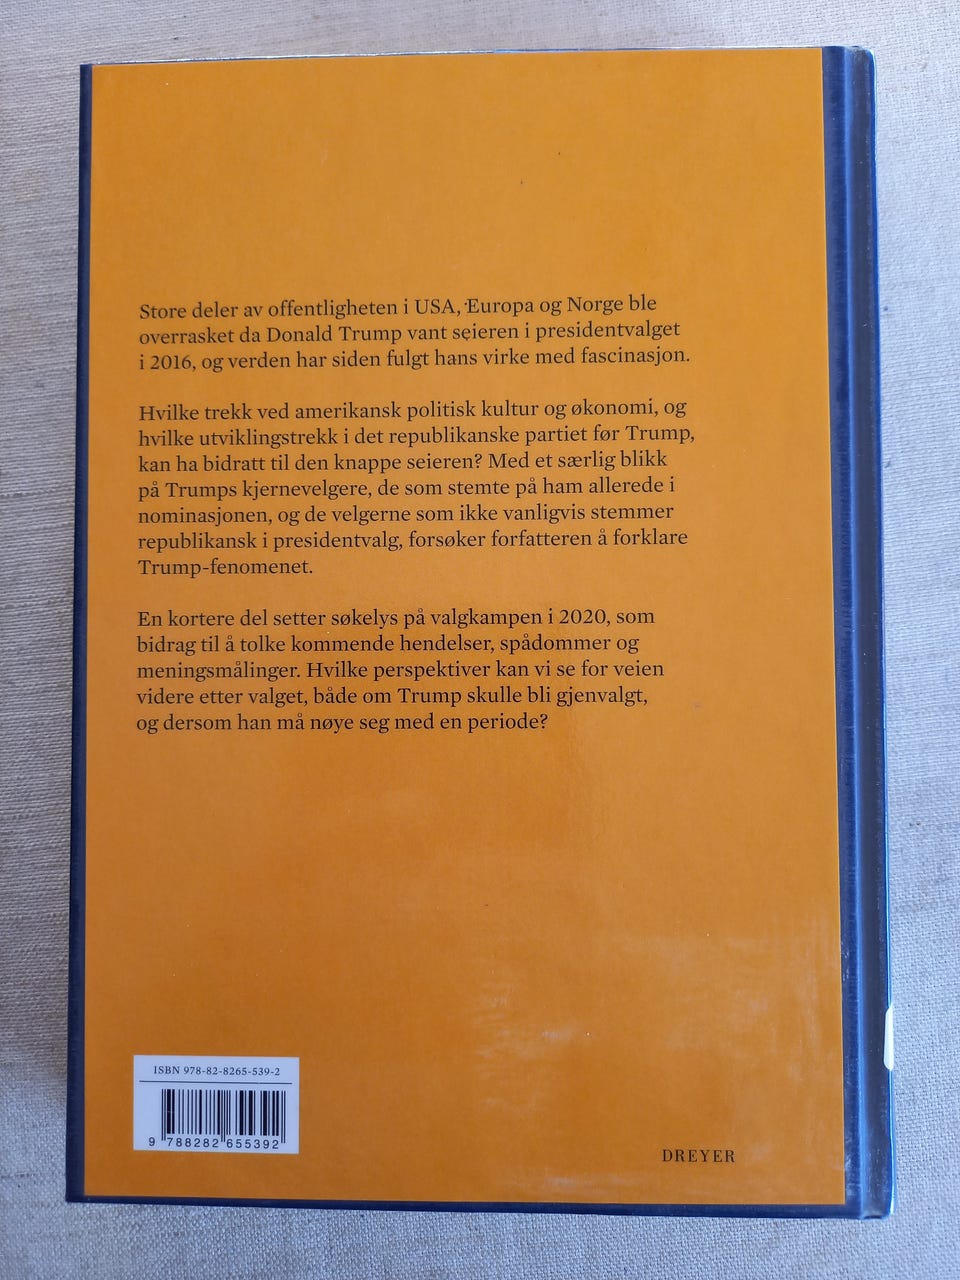 Store deler av offentligheten i USA, Europa og Norge ble
overrasket da Donald Trump vant seieren i presidentvalget
i 2016, og verden har siden fulgt hans virke med fascinasjon.
Hvilke trekk ved amerikansk politisk kultur og økonomi, og
hvilke utviklingstrekk i det republikanske partiet før Trump,
kan ha bidratt til den knappe seieren? Med et særlig blikk
på Trumps kjernevelgere, de som stemte på ham allerede i
nominasjonen, og de velgerne som ikke vanligvis stemmer
republikansk i presidentvalg, forsøker forfatteren å forklare
Trump-fenomenet.
En kortere del setter søkelys på valgkampen i 2020, som
bidrag til å tolke kommende hendelser, spådommer og
meningsmålinger. Hvilke perspektiver kan vi se for veien
videre etter valget, både om Trump skulle bli gjenvalgt,
og dersom han må nøye seg med en periode?
ISBN 978-82-8265-539-2
9 788282 655392
DREYER